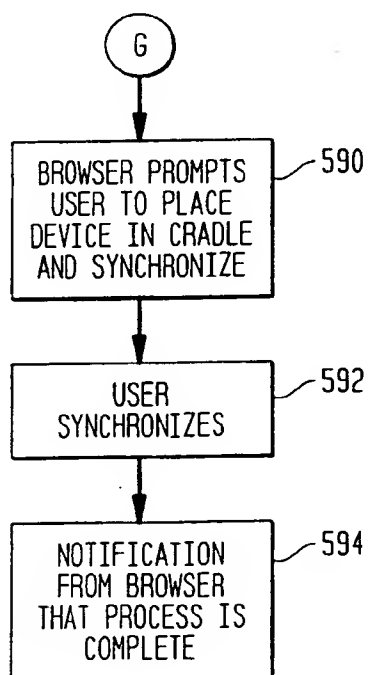 G
BROWSER PROMPTS
USER TO PLACE
DEVICE IN CRADLE
AND SYNCHRONIZE
590
USER
SYNCHRONIZES
592
NOTIFICATION
FROM BROWSER
THAT PROCESS IS
COMPLETE
594